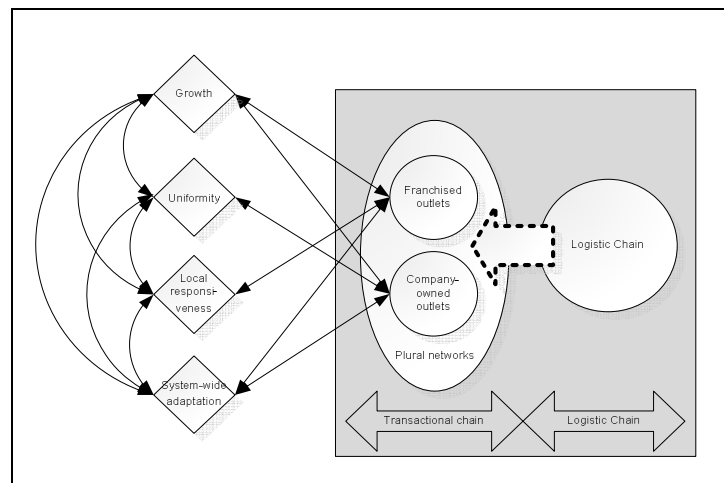 Growth
Uniformity
Local
responsi-
veness
System-wide
adaptation
Franchised
outlets
Company-
owned
outlets
Plural networks
Logistic Chain
Transactional chain
Logistic Chain